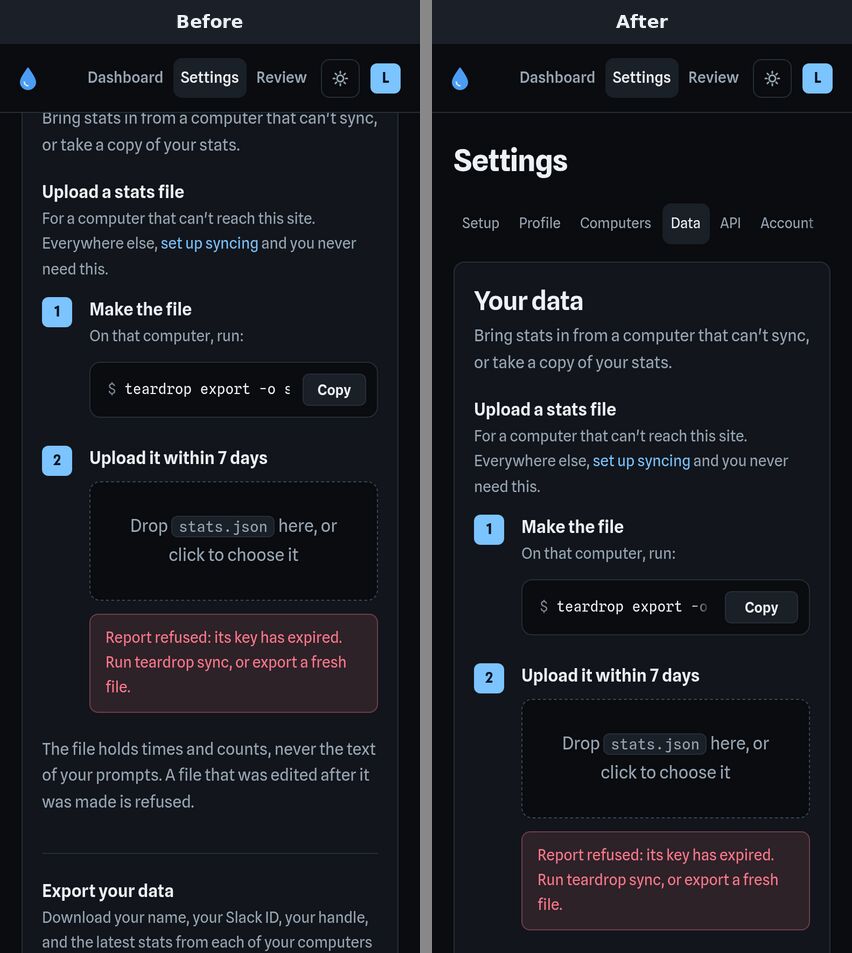 Before
Dashboard Settings Review L
Bring stats in from a computer that can't sync,
or take a copy of your stats.
Upload a stats file
For a computer that can't reach this site.
Everywhere else, set up syncing and you never
need this.
1 Make the file
On that computer, run:
$ teardrop export -o s Copy
2 Upload it within 7 days
Drop stats.json here, or
click to choose it
Report refused: its key has expired.
Run teardrop sync, or export a fresh
file.
The file holds times and counts, never the text
of your prompts. A file that was edited after it
was made is refused.
Export your data
Download your name, your Slack ID, your handle,
and the latest stats from each of your computers
After
Dashboard Settings Review L
Settings
Setup Profile Computers Data API Account
Your data
Bring stats in from a computer that can't sync,
or take a copy of your stats.
Upload a stats file
For a computer that can't reach this site.
Everywhere else, set up syncing and you never
need this.
1 Make the file
On that computer, run:
$ teardrop export -o Copy
2 Upload it within 7 days
Drop stats.json here, or
click to choose it
Report refused: its key has expired.
Run teardrop sync, or export a fresh
file.